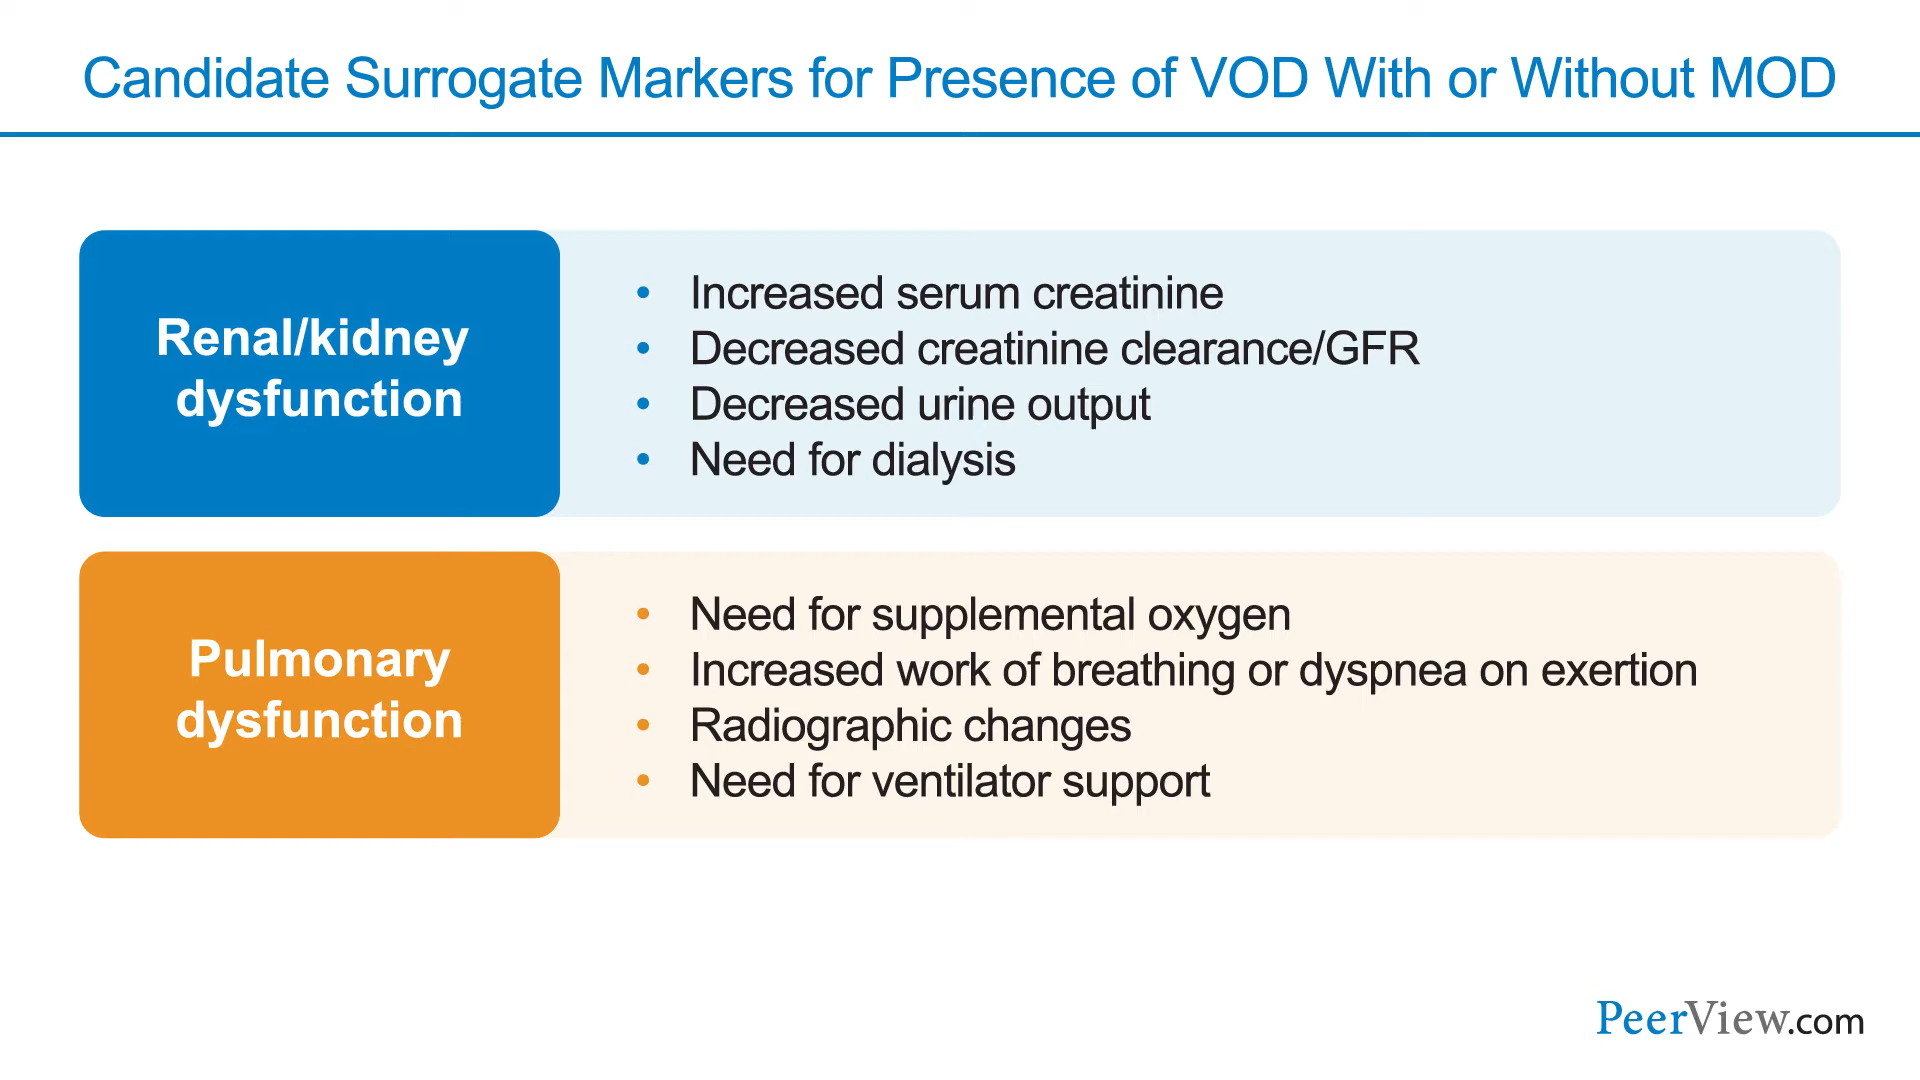 Candidate Surrogate Markers for Presence of VOD With or Without MOD
Renal/kidney
dysfunction
• Increased serum creatinine
• Decreased creatinine clearance/GFR
• Decreased urine output
• Need for dialysis
Pulmonary
dysfunction
• Need for supplemental oxygen
• Increased work of breathing or dyspnea on exertion
• Radiographic changes
• Need for ventilator support
PeerView.com